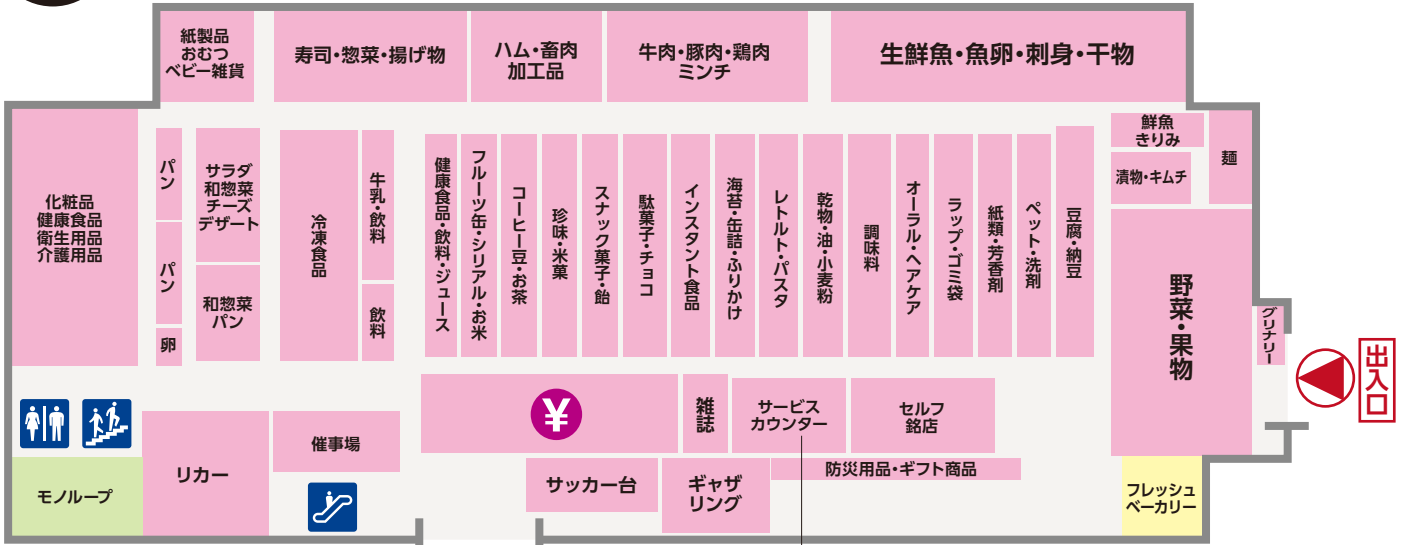 紙製品
おむつ
ベビー雑貨
寿司・惣菜・揚げ物
ハム・畜肉
加工品
牛肉・豚肉・鶏肉
ミンチ
生鮮魚・魚卵・刺身・干物
化粧品
健康食品
衛生用品
介護用品
パン
パン
卵
サラダ
和惣菜
チーズ
デザート
和惣菜
パン
冷凍食品
牛乳・飲料
飲料
健康食品・飲料・ジュース
フルーツ缶・シリアル・お米
コーヒー豆・お茶
珍味・米菓
スナック菓子・飴
駄菓子・チョコ
インスタント食品
海苔・缶詰・ふりかけ
レトルト・パスタ
乾物・油・小麦粉
調味料
オーラル・ヘアケア
ラップ・ゴミ袋
紙類・芳香剤
ペット・洗剤
豆腐・納豆
鮮魚
きりみ
漬物・キムチ
麺
野菜・果物
グリナリー
出入口
¥
雑誌
サービス
カウンター
セルフ
銘店
防災用品・ギフト商品
モノループ
リカー
催事場
サッカー台
ギャザ
リング
フレッシュ
ベーカリー